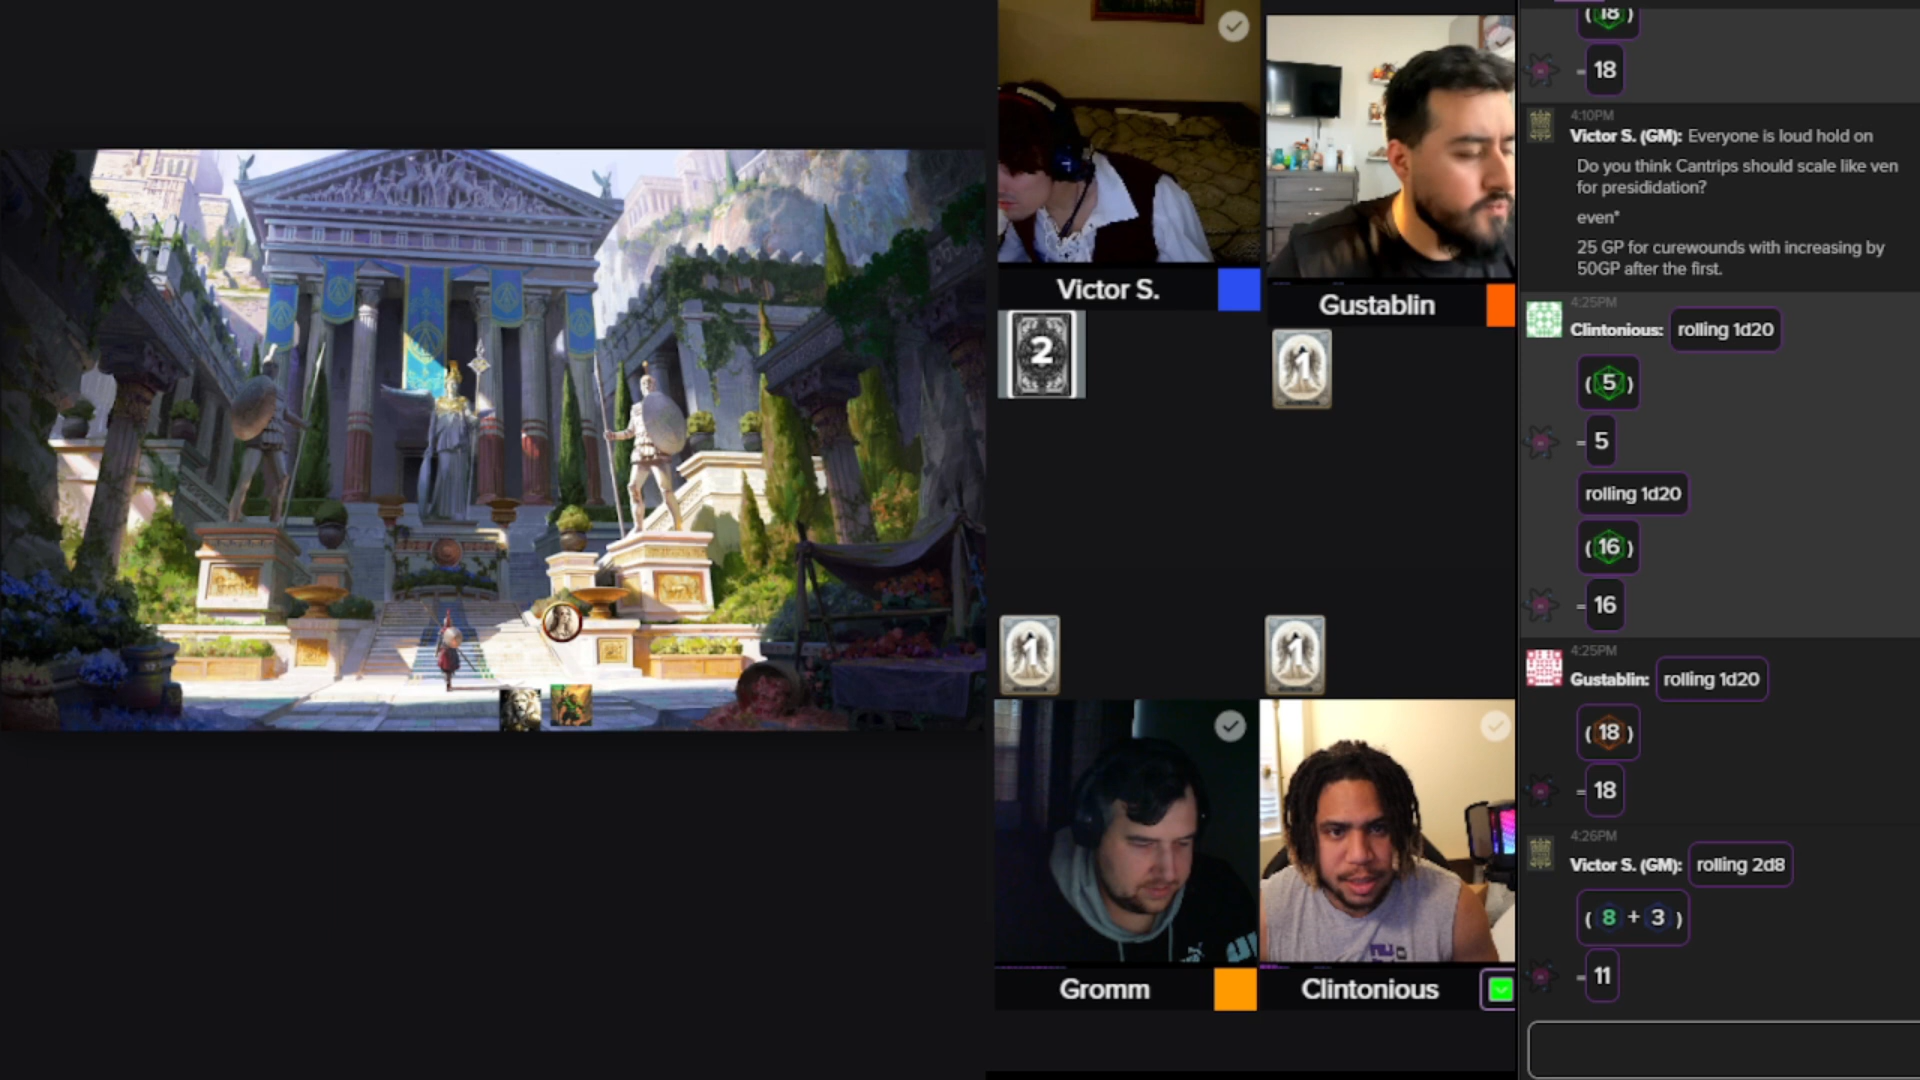 Victor S.
Gustablin
2
1
1
1
Gromm
Clintonious
(18)
= 18
4:10PM
Victor S. (GM): Everyone is loud hold on
Do you think Cantrips should scale like ven
for presididation?
even*
25 GP for curewounds with increasing by
50GP after the first.
4:25PM
Clintonious: rolling 1d20
(5)
= 5
rolling 1d20
(16)
= 16
4:25PM
Gustablin: rolling 1d20
(18)
= 18
4:26PM
Victor S. (GM): rolling 2d8
(8 + 3)
= 11